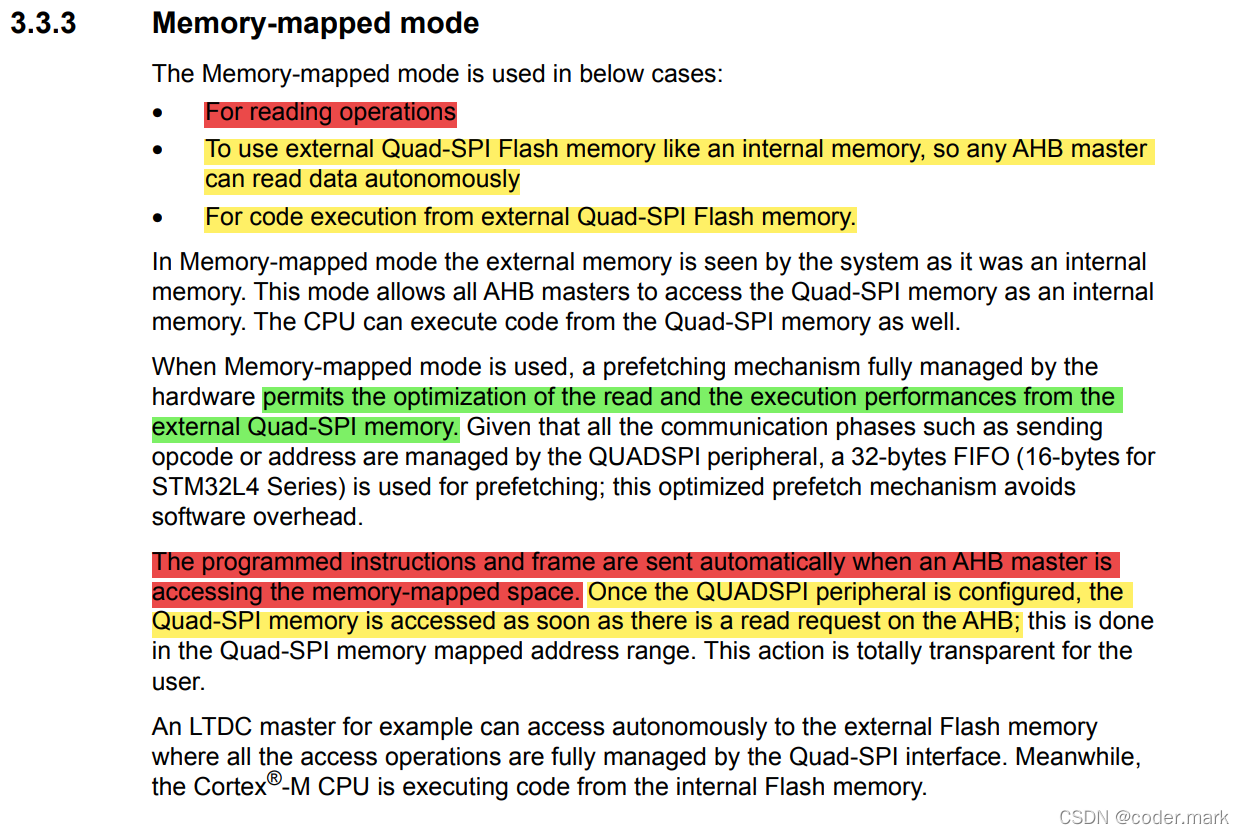 3.3.3 Memory-mapped mode
The Memory-mapped mode is used in below cases:
• For reading operations
• To use external Quad-SPI Flash memory like an internal memory, so any AHB master
can read data autonomously
• For code execution from external Quad-SPI Flash memory.
In Memory-mapped mode the external memory is seen by the system as it was an internal
memory. This mode allows all AHB masters to access the Quad-SPI memory as an internal
memory. The CPU can execute code from the Quad-SPI memory as well.
When Memory-mapped mode is used, a prefetching mechanism fully managed by the
hardware permits the optimization of the read and the execution performances from the
external Quad-SPI memory. Given that all the communication phases such as sending
opcode or address are managed by the QUADSPI peripheral, a 32-bytes FIFO (16-bytes for
STM32L4 Series) is used for prefetching; this optimized prefetch mechanism avoids
software overhead.
The programmed instructions and frame are sent automatically when an AHB master is
accessing the memory-mapped space. Once the QUADSPI peripheral is configured, the
Quad-SPI memory is accessed as soon as there is a read request on the AHB; this is done
in the Quad-SPI memory mapped address range. This action is totally transparent for the
user.
An LTDC master for example can access autonomously to the external Flash memory
where all the access operations are fully managed by the Quad-SPI interface. Meanwhile,
the Cortex®-M CPU is executing code from the internal Flash memory.
CSDN @coder.mark